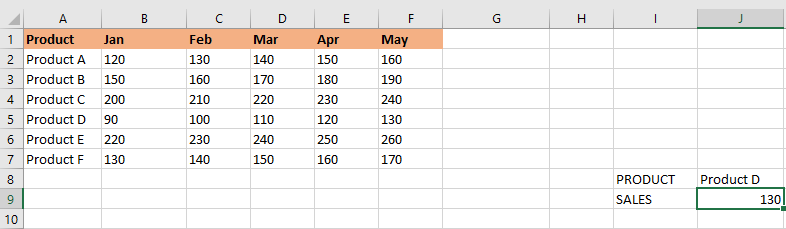 A B C D E F G H I J
1 Product Jan Feb Mar Apr May
2 Product A 120 130 140 150 160
3 Product B 150 160 170 180 190
4 Product C 200 210 220 230 240
5 Product D 90 100 110 120 130
6 Product E 220 230 240 250 260
7 Product F 130 140 150 160 170
8 PRODUCT Product D
9 SALES 130
10